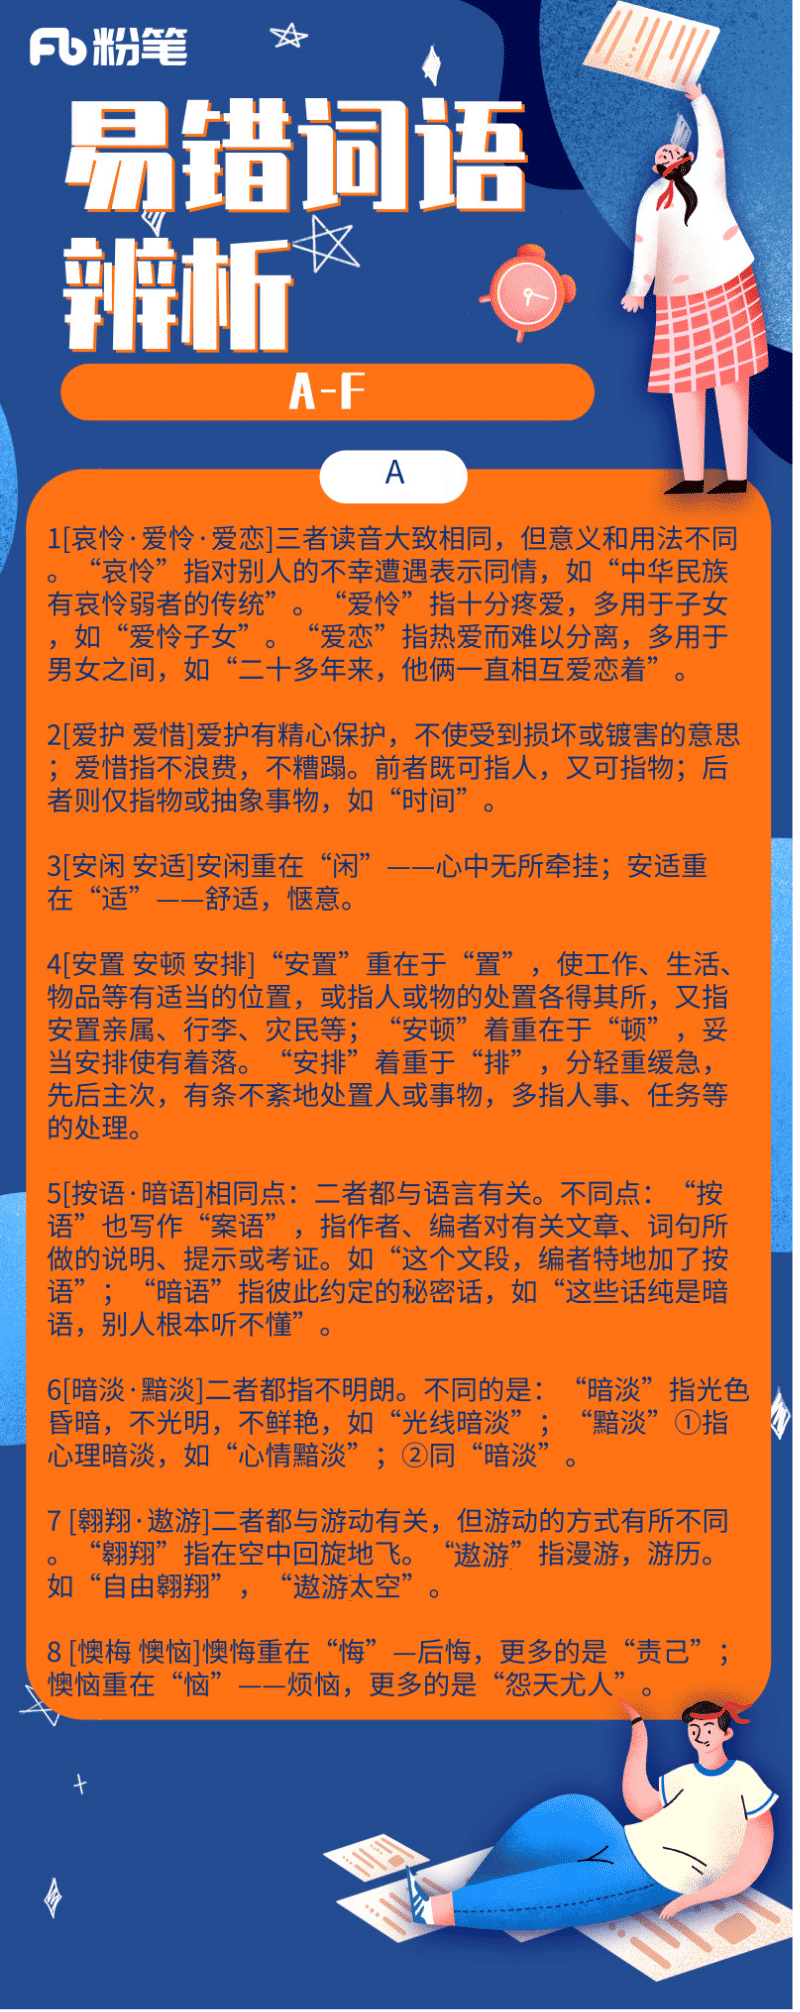 粉笔
易错词语
辨析
A-F
A
1[哀怜·爱怜·爱恋]三者读音大致相同，但意义和用法不同
。“哀怜”指对别人的不幸遭遇表示同情，如“中华民族
有哀怜弱者的传统”。“爱怜”指十分疼爱，多用于子女
，如“爱怜子女”。“爱恋”指热爱而难以分离，多用于
男女之间，如“二十多年来，他俩一直相互爱恋着”。
2[爱护 爱惜]爱护有精心保护，不使受到损坏或镀害的意思
；爱惜指不浪费，不糟蹋。前者既可指人，又可指物；后
者则仅指物或抽象事物，如“时间”。
3[安闲 安适]安闲重在“闲”——心中无所牵挂；安适重
在“适”——舒适，惬意。
4[安置 安顿 安排]“安置”重在于“置”，使工作、生活、
物品等有适当的位置，或指人或物的处置各得其所，又指
安置亲属、行李、灾民等；“安顿”着重在于“顿”，妥
当安排使有着落。“安排”着重于“排”，分轻重缓急，
先后主次，有条不紊地处置人或事物，多指人事、任务等
的处理。
5[按语·暗语]相同点：二者都与语言有关。不同点：“按
语”也写作“案语”，指作者、编者对有关文章、词句所
做的说明、提示或考证。如“这个文段，编者特地加了按
语”；“暗语”指彼此约定的秘密话，如“这些话纯是暗
语，别人根本听不懂”。
6[暗淡·黯淡]二者都指不明朗。不同的是：“暗淡”指光色
昏暗，不光明，不鲜艳，如“光线暗淡”；“黯淡”①指
心理暗淡，如“心情黯淡”；②同“暗淡”。
7 [翱翔·遨游]二者都与游动有关，但游动的方式有所不同
。“翱翔”指在空中回旋地飞。“遨游”指漫游，游历。
如“自由翱翔”，“遨游太空”。
8 [懊梅 懊恼]懊悔重在“悔”—后悔，更多的是“责己”；
懊恼重在“恼”——烦恼，更多的是“怨天尤人”。